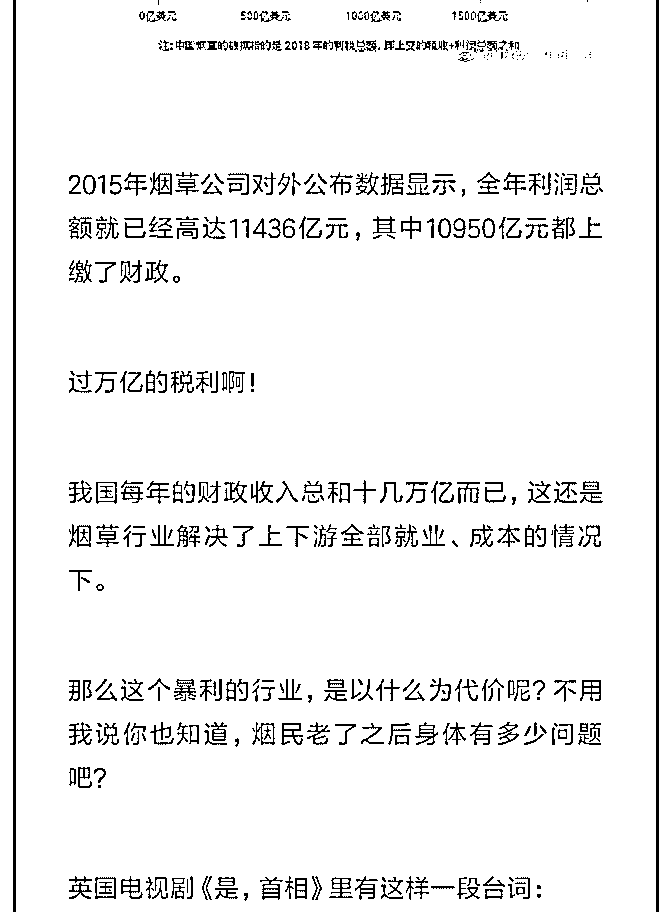 0亿美元 500亿美元 1000亿美元 1500亿美元
注：中国烟草的数据指的是 2018 年的利税总额，即上交的税收+利润总额之和
2015年烟草公司对外公布数据显示，全年利润总
额就已经高达11436亿元，其中10950亿元都上
缴了财政。
过万亿的税利啊！
我国每年的财政收入总和十几万亿而已，这还是
烟草行业解决了上下游全部就业、成本的情况
下。
那么这个暴利的行业，是以什么为代价呢？不用
我说你也知道，烟民老了之后身体有多少问题
吧？
英国电视剧《是，首相》里有这样一段台词：